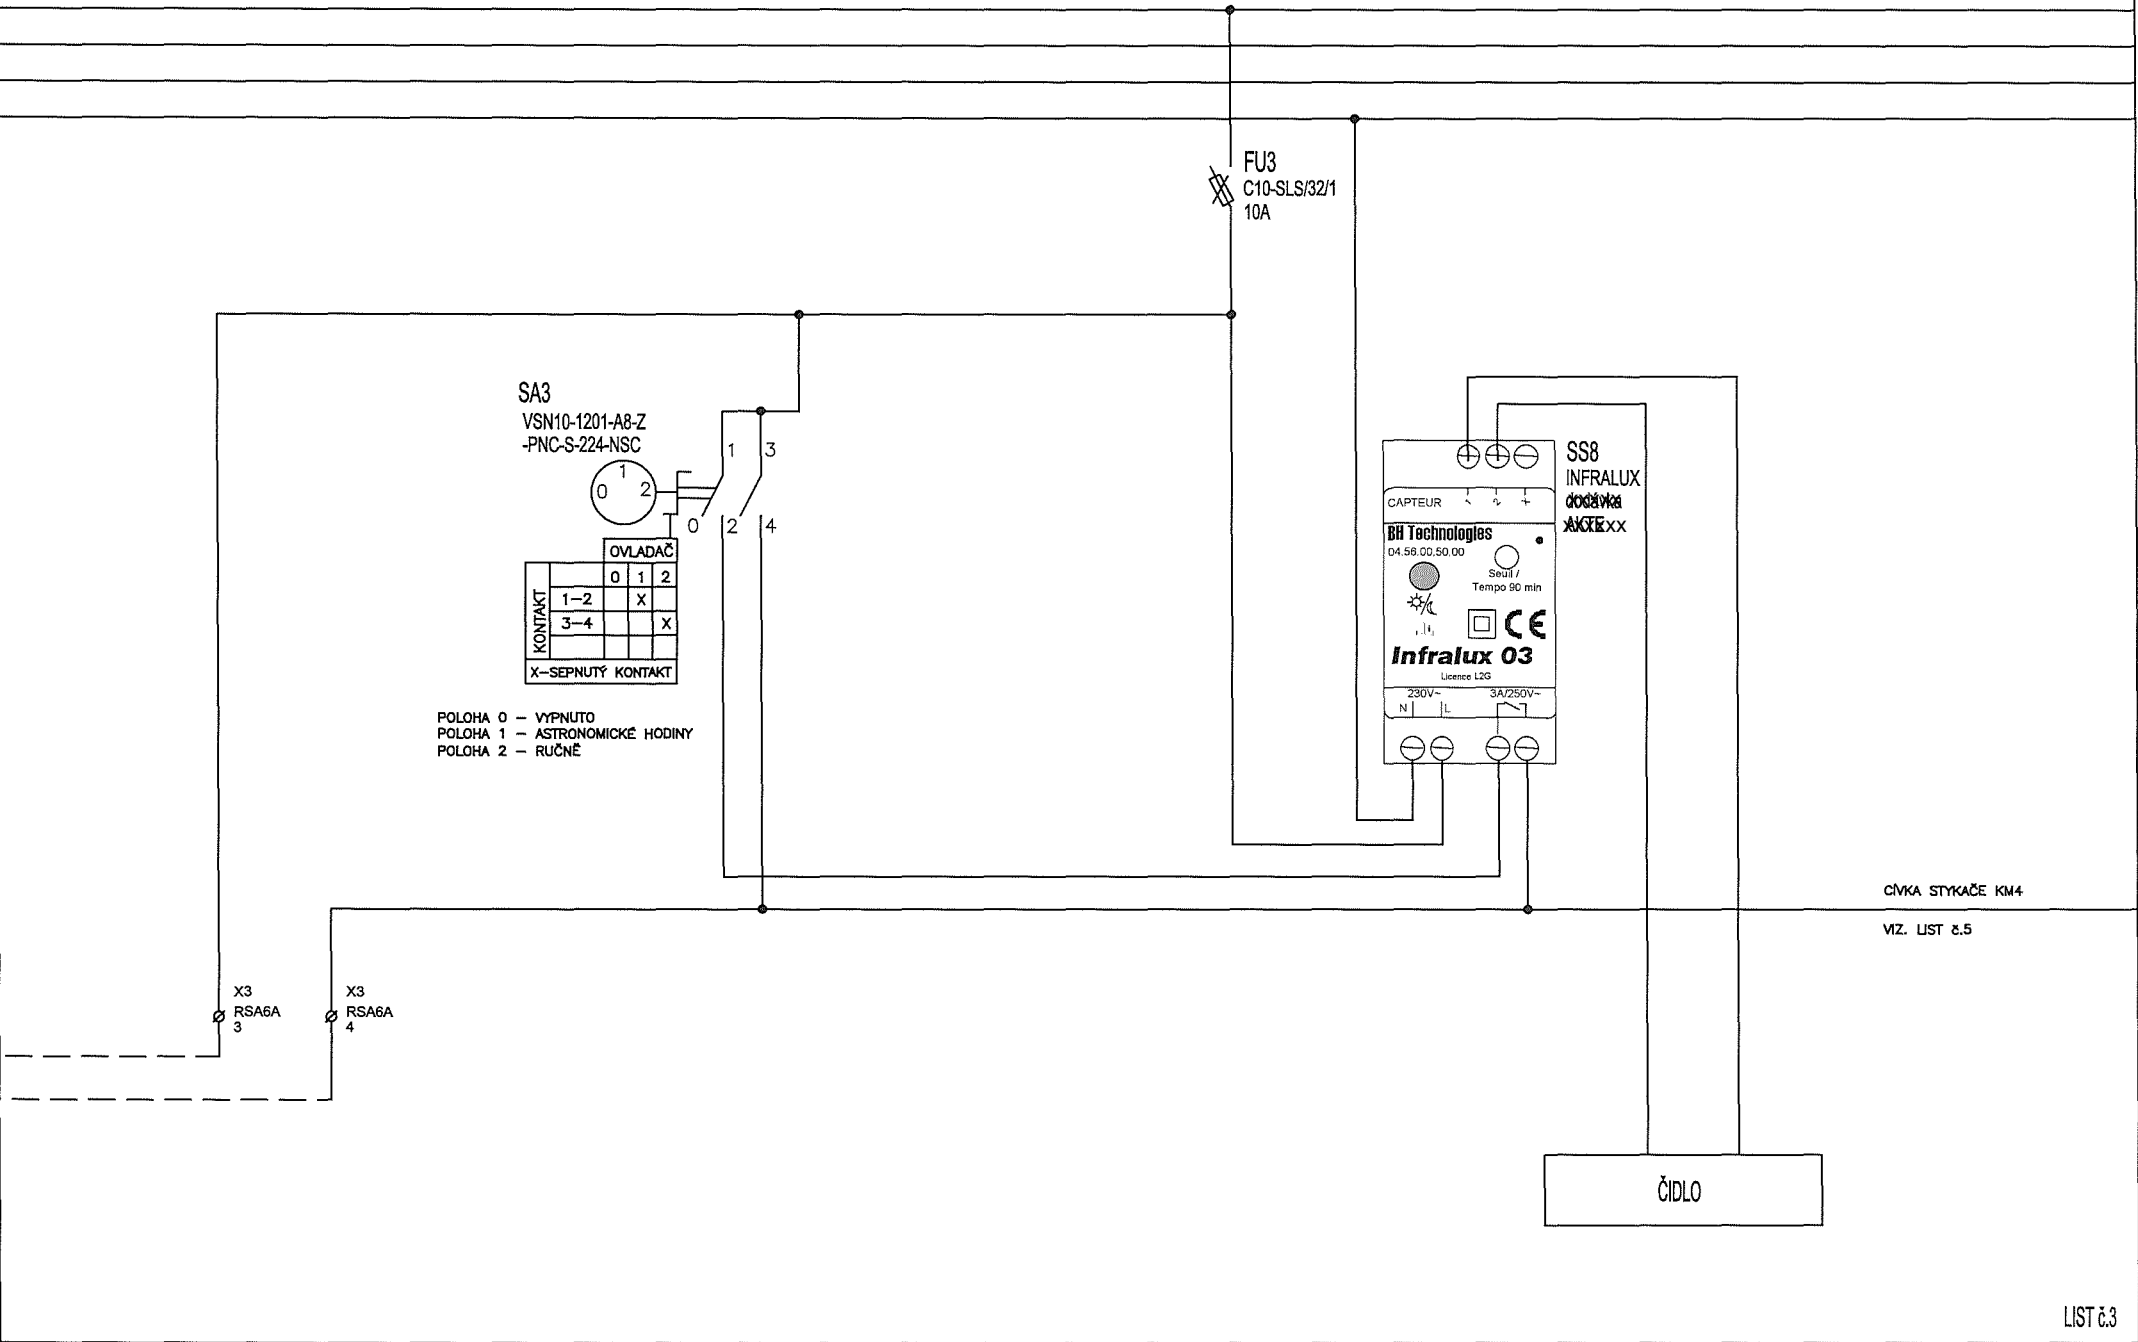 FU3
C10-SLS/32/1
10A
SA3
VSN10-1201-A8-Z
-PNC-S-224-NSC
1
3
0
1
2
0
2
4
OVLADAČ
0 1 2
KONTAKT
1-2 X
3-4 X
X-SEPNUTÝ KONTAKT
POLOHA 0 - VYPNUTO
POLOHA 1 - ASTRONOMICKÉ HODINY
POLOHA 2 - RUČNĚ
SS8
INFRALUX
CAPTEUR
BH Technologies
04.56.00.50.00
Seuil /
Tempo 90 min
CE
Infralux 03
Licence L2G
230V~ 3A/250V~
N L
CÍVKA STYKAČE KM4
VIZ. LIST č.5
X3
RSA6A
3
X3
RSA6A
4
ČIDLO
LIST č.3